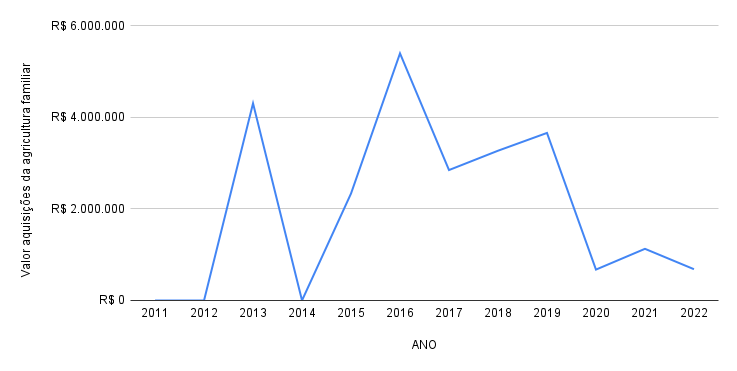 R$ 6.000.000
R$ 4.000.000
R$ 2.000.000
R$ 0
Valor aquisições da agricultura familiar
2011 2012 2013 2014 2015 2016 2017 2018 2019 2020 2021 2022
ANO